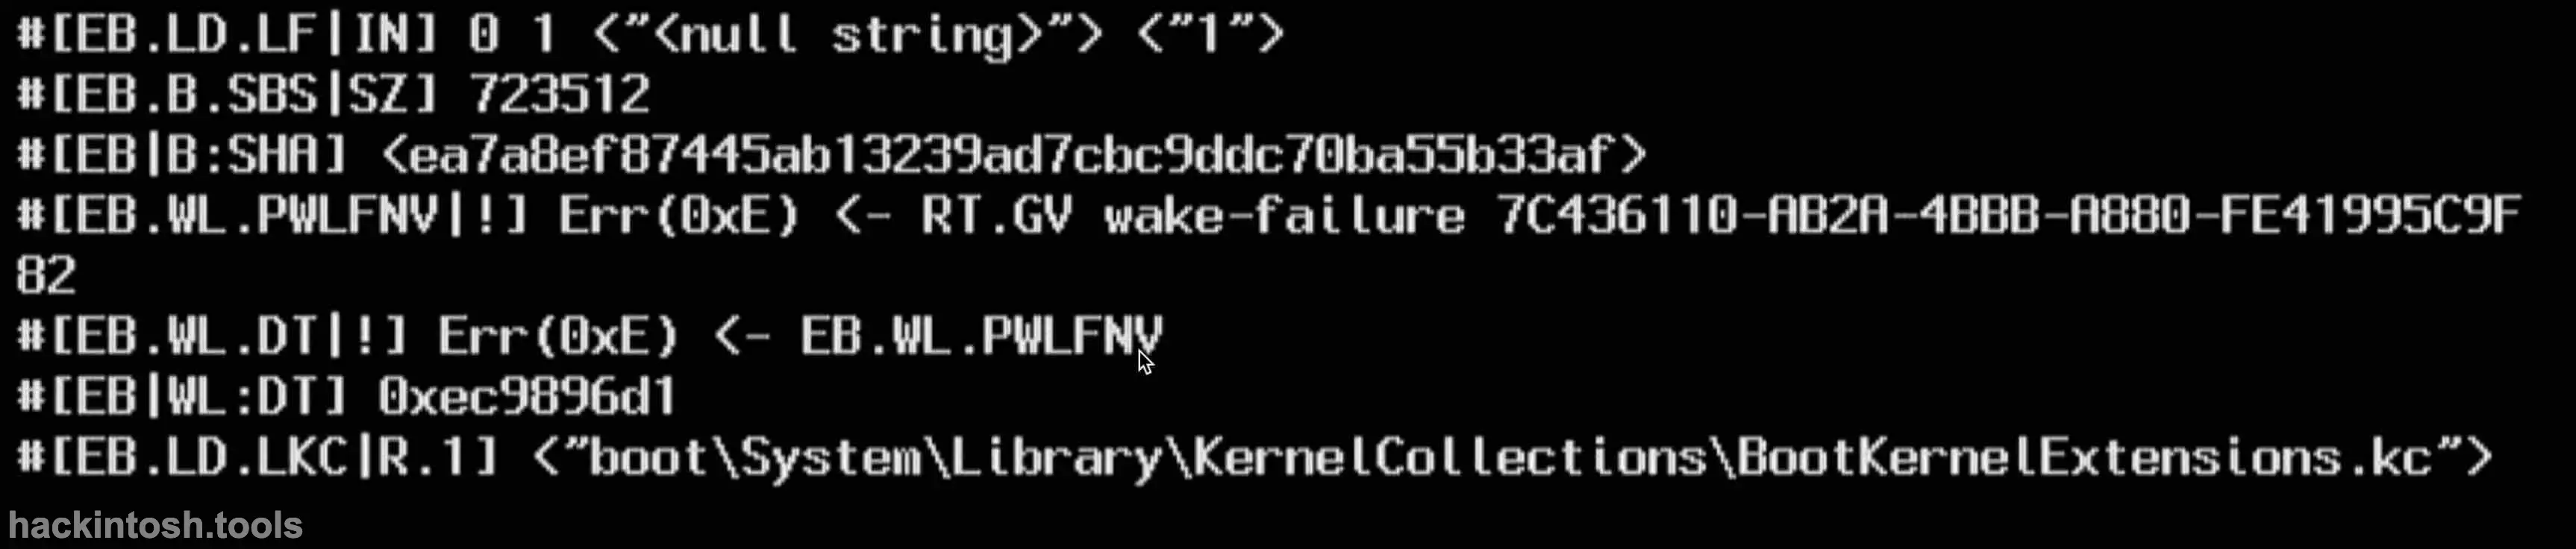 #[EB.LD.LF|IN] 0 1 <"<null string>"> <"1">
#[EB.B.SBS|SZ] 723512
#[EB|B:SHA] <ea7a8ef87445ab13239ad7cbc9ddc70ba55b33af>
#[EB.WL.PWLFNV|!] Err(0xE) <- RT.GV wake-failure 7C436110-AB2A-4BBB-A880-FE41995C9F
82
#[EB.WL.DT|!] Err(0xE) <- EB.WL.PWLFNV
#[EB|WL:DT] 0xec9896d1
#[EB.LD.LKC|R.1] <"boot\System\Library\KernelCollections\BootKernelExtensions.kc">
hackintosh.tools